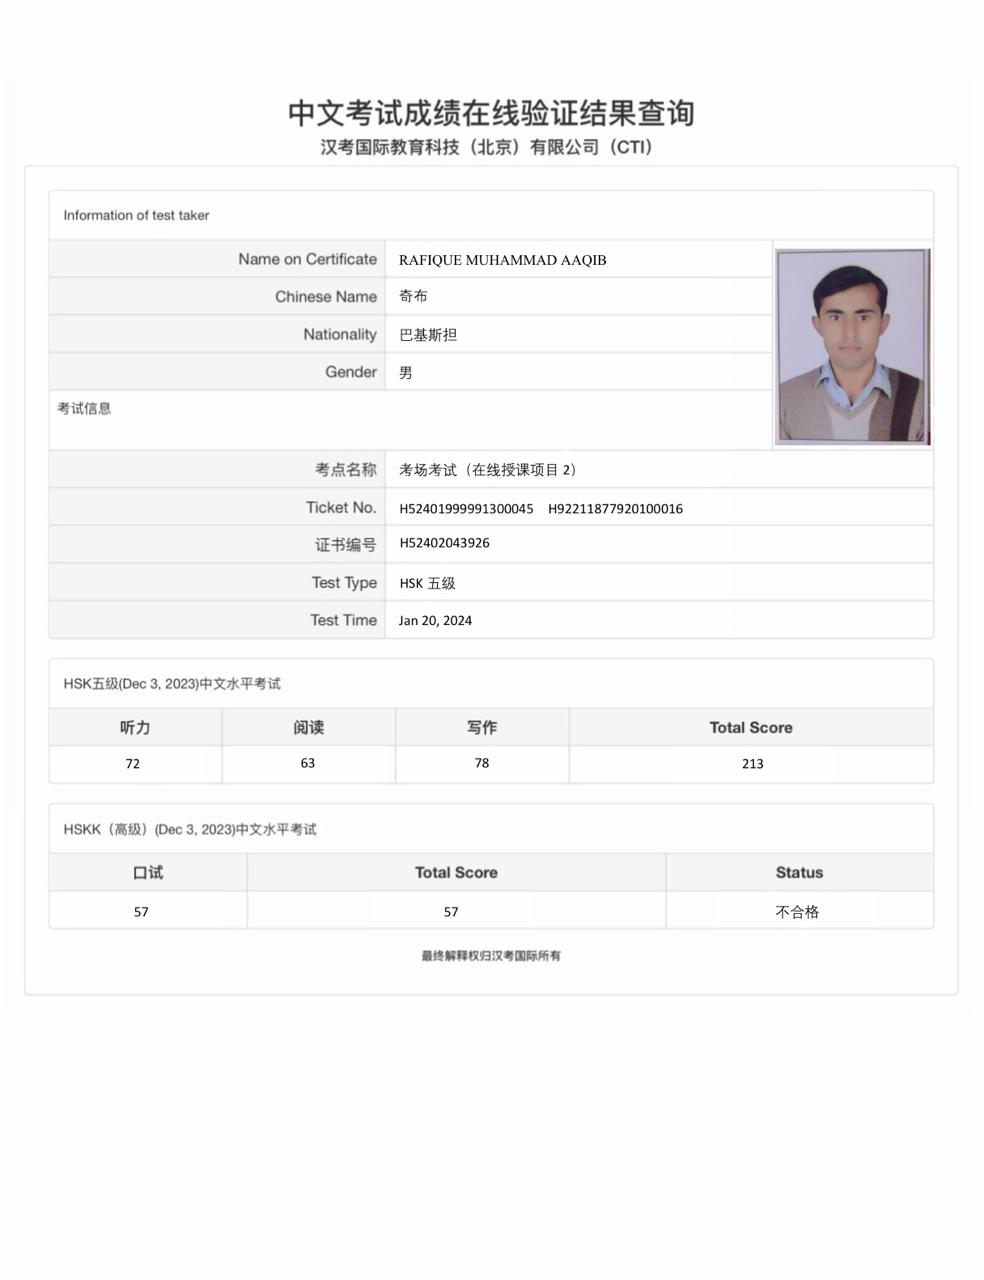 中文考试成绩在线验证结果查询
汉考国际教育科技（北京）有限公司（CTI）
Information of test taker
Name on Certificate RAFIQUE MUHAMMAD AAQIB
Chinese Name 奇布
Nationality 巴基斯担
Gender 男
考试信息
考点名称 考场考试（在线授课项目 2）
Ticket No. H52401999991300045 H92211877920100016
证书编号 H52402043926
Test Type HSK 五级
Test Time Jan 20, 2024
HSK五级(Dec 3, 2023)中文水平考试
听力 阅读 写作 Total Score
72 63 78 213
HSKK（高级）(Dec 3, 2023)中文水平考试
口试 Total Score Status
57 57 不合格
最终解释权归汉考国际所有